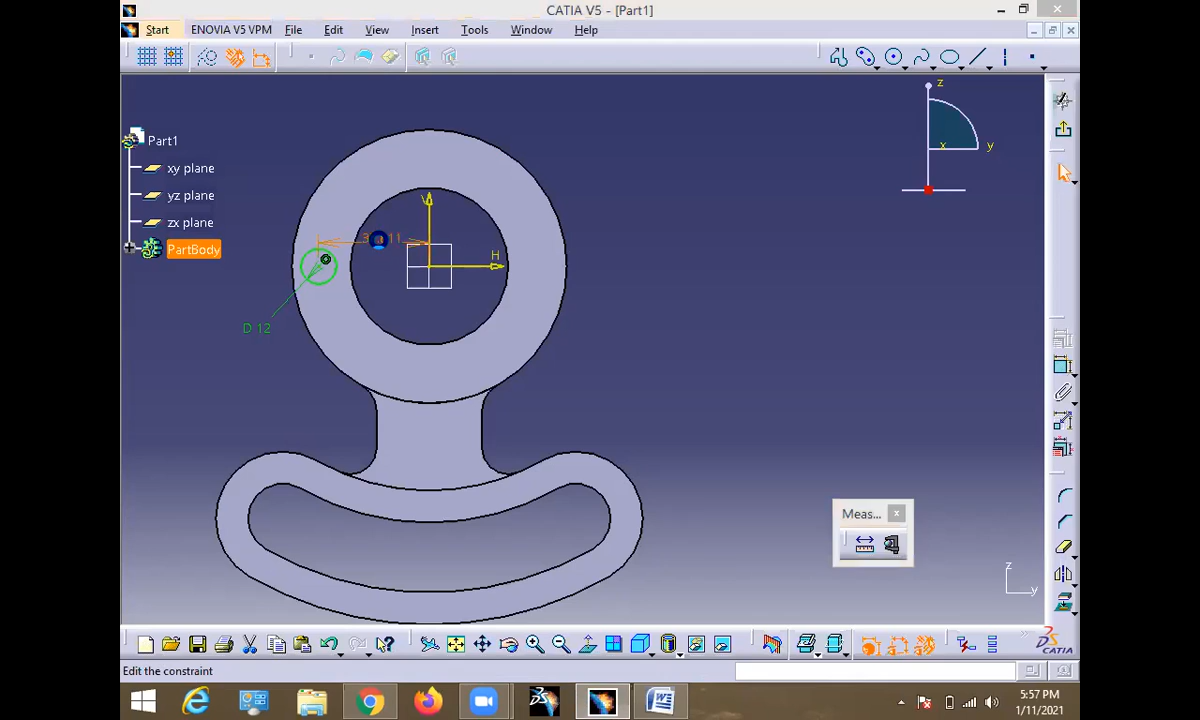 CATIA V5 - [Part1]
Start
ENOVIA V5 VPM
File
Edit
View
Insert
Tools
Window
Help
z
x
y
Part1
xy plane
yz plane
zx plane
PartBody
V
H
D 12
Meas...
z
y
CATIA
Edit the constraint
5:57 PM
1/11/2021